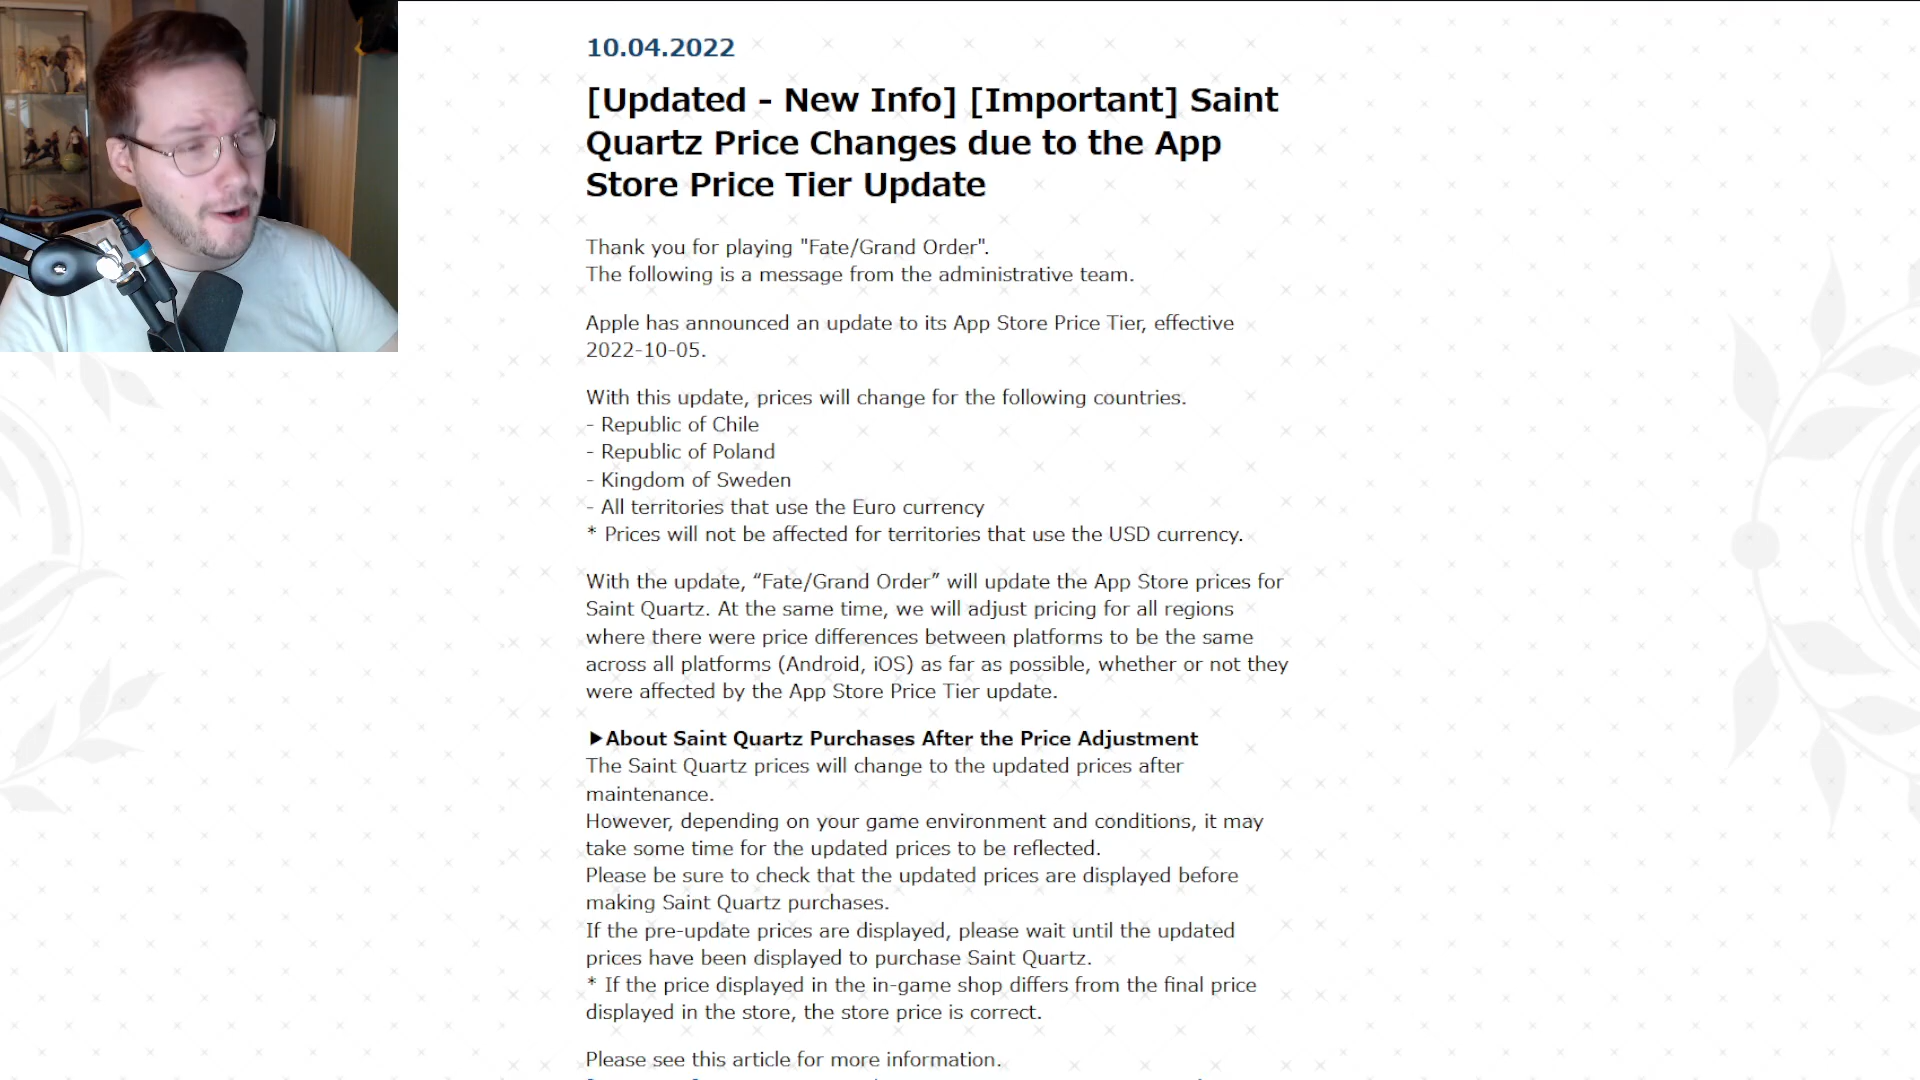 10.04.2022
[Updated - New Info] [Important] Saint
Quartz Price Changes due to the App
Store Price Tier Update
Thank you for playing "Fate/Grand Order".
The following is a message from the administrative team.
Apple has announced an update to its App Store Price Tier, effective
2022-10-05.
With this update, prices will change for the following countries.
- Republic of Chile
- Republic of Poland
- Kingdom of Sweden
- All territories that use the Euro currency
* Prices will not be affected for territories that use the USD currency.
With the update, “Fate/Grand Order” will update the App Store prices for
Saint Quartz. At the same time, we will adjust pricing for all regions
where there were price differences between platforms to be the same
across all platforms (Android, iOS) as far as possible, whether or not they
were affected by the App Store Price Tier update.
▶About Saint Quartz Purchases After the Price Adjustment
The Saint Quartz prices will change to the updated prices after
maintenance.
However, depending on your game environment and conditions, it may
take some time for the updated prices to be reflected.
Please be sure to check that the updated prices are displayed before
making Saint Quartz purchases.
If the pre-update prices are displayed, please wait until the updated
prices have been displayed to purchase Saint Quartz.
* If the price displayed in the in-game shop differs from the final price
displayed in the store, the store price is correct.
Please see this article for more information.